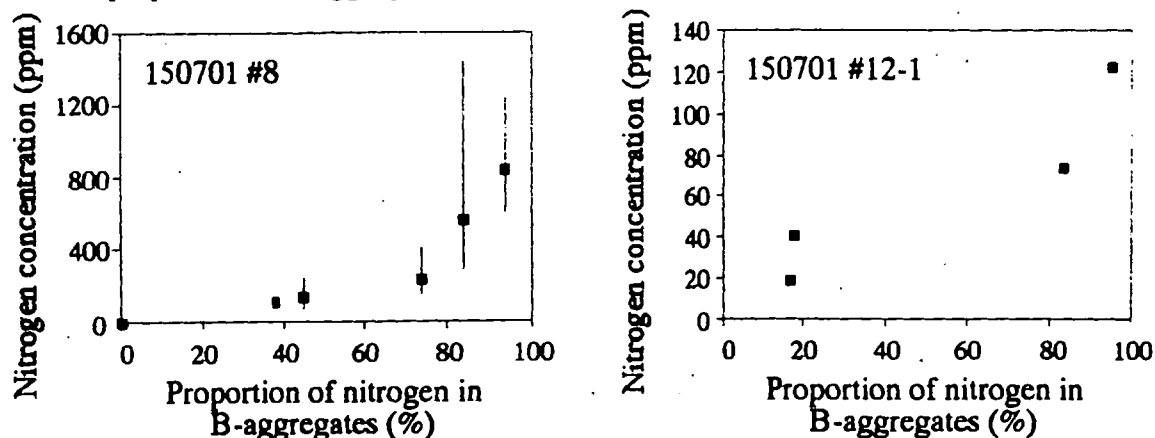 Nitrogen concentration (ppm)
1600
1200
800
400
0
150701 #8
0 20 40 60 80 100
Proportion of nitrogen in
B-aggregates (%)
Nitrogen concentration (ppm)
140
120
100
80
60
40
20
0
150701 #12-1
0 20 40 60 80 100
Proportion of nitrogen in
B-aggregates (%)